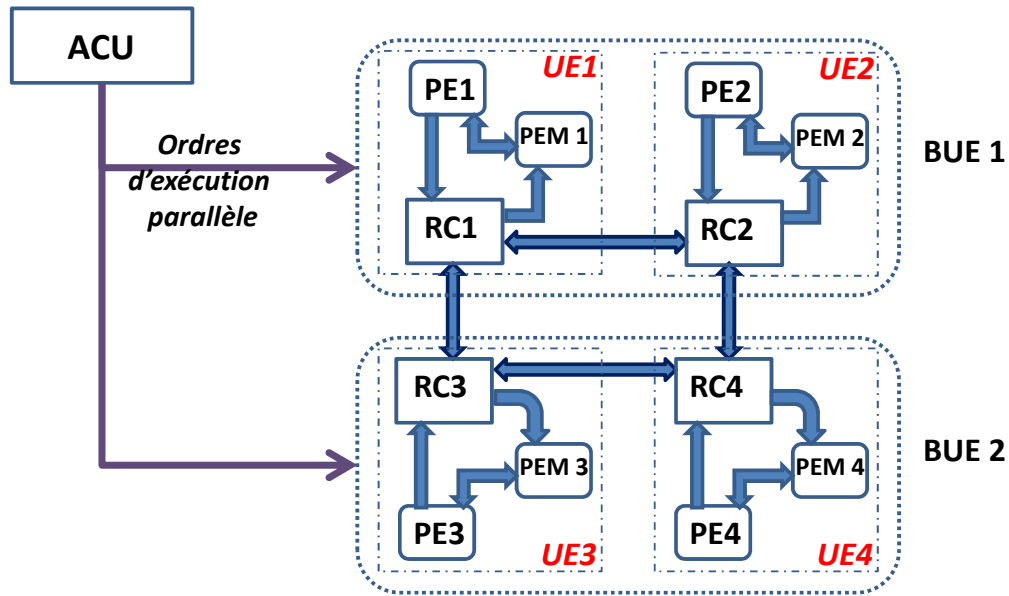 ACU
Ordres
d'exécution
parallèle
UE1
PE1
PEM 1
RC1
UE2
PE2
PEM 2
RC2
BUE 1
RC3
PEM 3
PE3
UE3
RC4
PEM 4
PE4
UE4
BUE 2